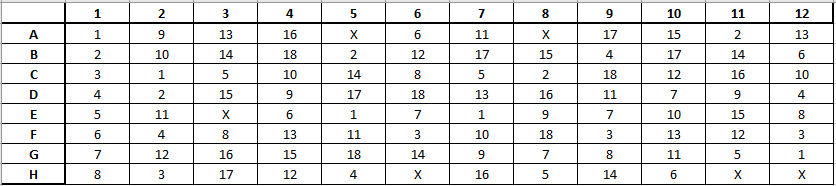 1 2 3 4 5 6 7 8 9 10 11 12
A 1 9 13 16 X 6 11 X 17 15 2 13
B 2 10 14 18 2 12 17 15 4 17 14 6
C 3 1 5 10 14 8 5 2 18 12 16 10
D 4 2 15 9 17 18 13 16 11 7 9 4
E 5 11 X 6 1 7 1 9 7 10 15 8
F 6 4 8 13 11 3 10 18 3 13 12 3
G 7 12 16 15 18 14 9 7 8 11 5 1
H 8 3 17 12 4 X 16 5 14 6 X X